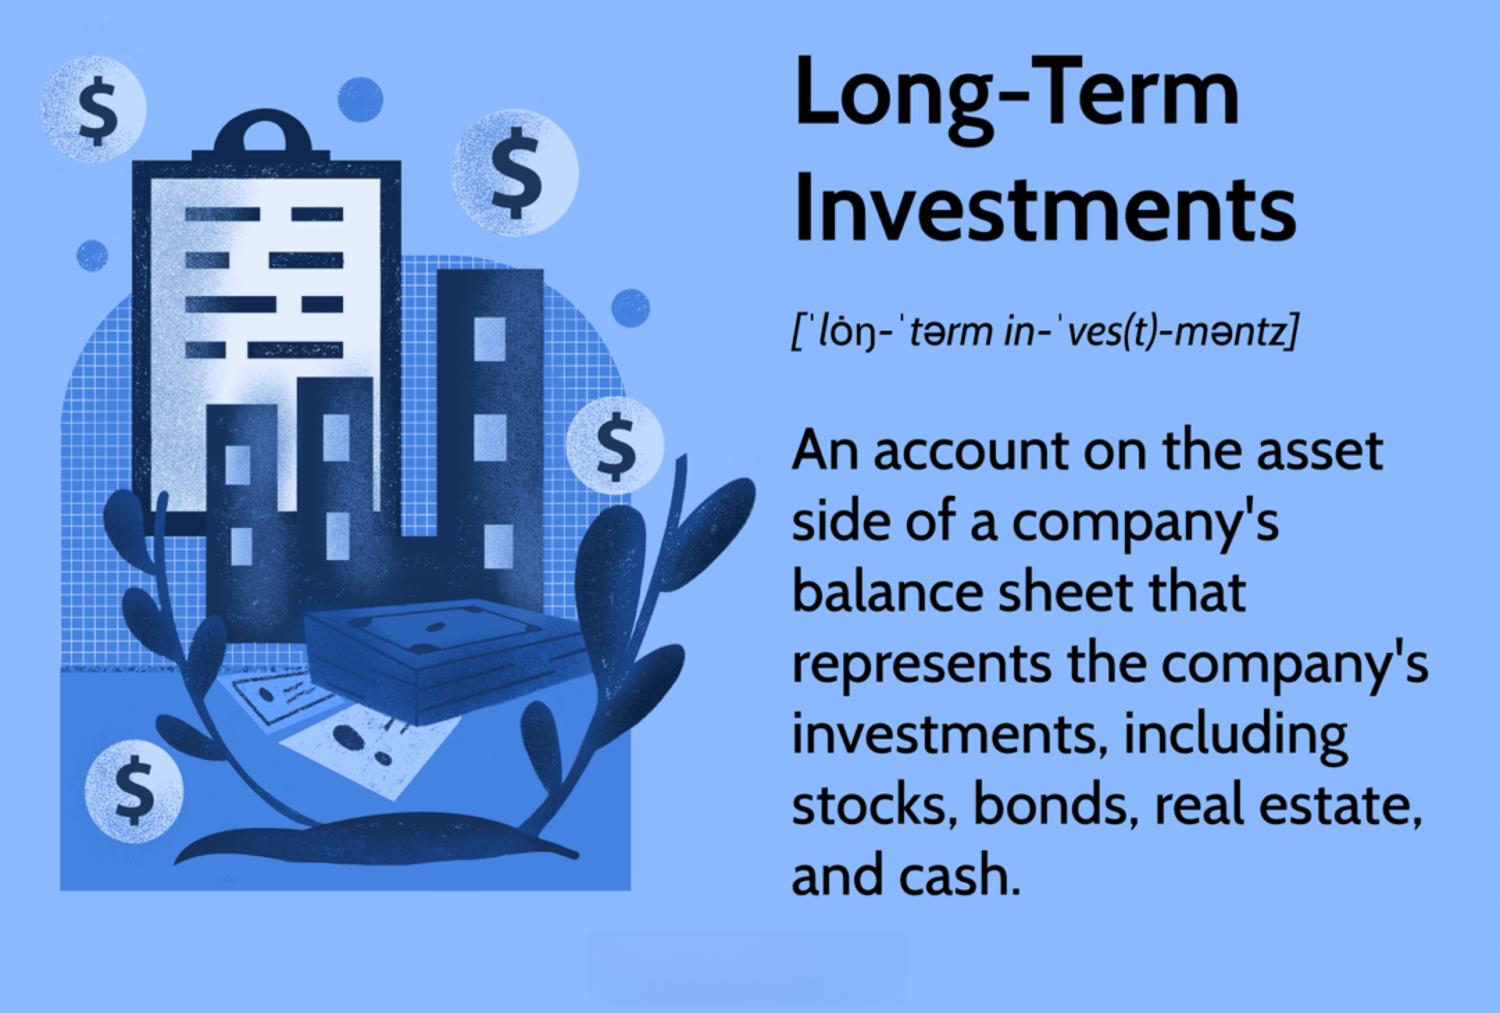 $
$
$
$
Long-Term
Investments
[ˈlȯŋ-ˈtərm in-ˈves(t)-məntz]
An account on the asset
side of a company's
balance sheet that
represents the company's
investments, including
stocks, bonds, real estate,
and cash.